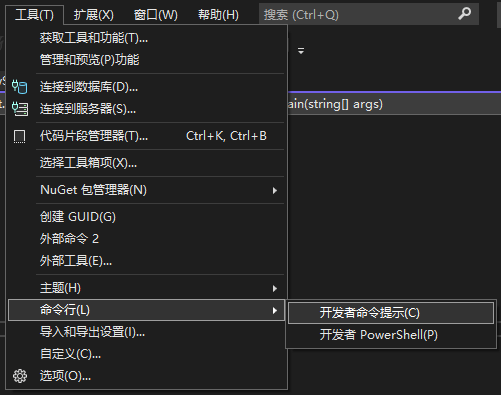 工具(T) 扩展(X) 窗口(W) 帮助(H) 搜索 (Ctrl+Q)
获取工具和功能(T)...
管理和预览(P)功能
连接到数据库(D)...
连接到服务器(S)...
ain(string[] args)
代码片段管理器(T)... Ctrl+K, Ctrl+B
选择工具箱项(X)...
NuGet 包管理器(N)
创建 GUID(G)
外部命令 2
外部工具(E)...
主题(H)
命令行(L)
开发者命令提示(C)
导入和导出设置(I)...
开发者 PowerShell(P)
自定义(C)...
选项(O)...